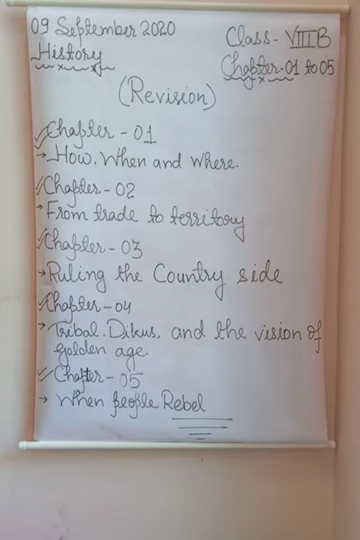 09 September 2020
Class- VIII B
History
Chapter-01 to 05
(Revision)
✓Chapter - 01
→ How, When and where.
✓Chapter - 02
→ From trade to territory
✓Chapter - 03
→ Ruling the Country side
✓Chapter - 04
→ Tribal. Dikus, and the vision of
golden age.
✓ Chapter - 05
→ When people Rebel